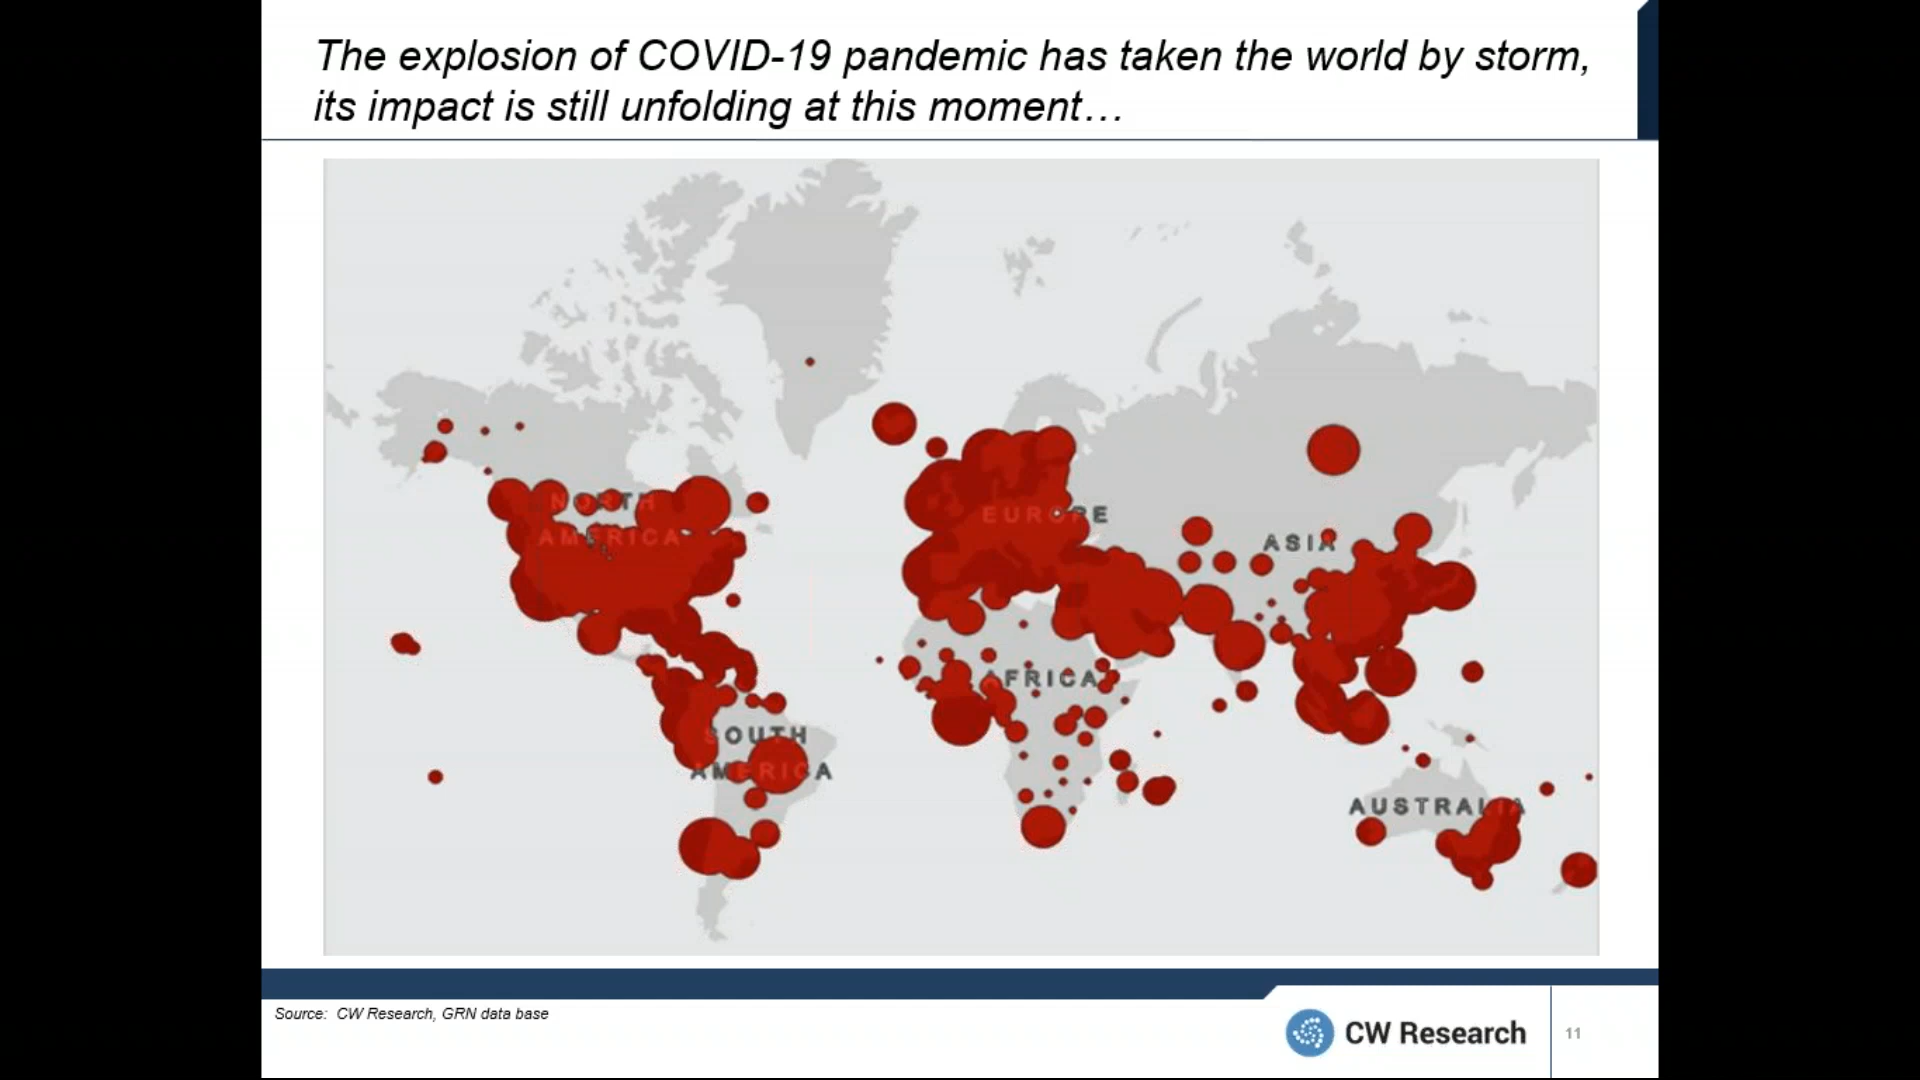 The explosion of COVID-19 pandemic has taken the world by storm,
its impact is still unfolding at this moment…
NORTH
AMERICA
EUROPE
ASIA
AFRICA
SOUTH
AMERICA
AUSTRALIA
Source: CW Research, GRN data base
CW Research
11